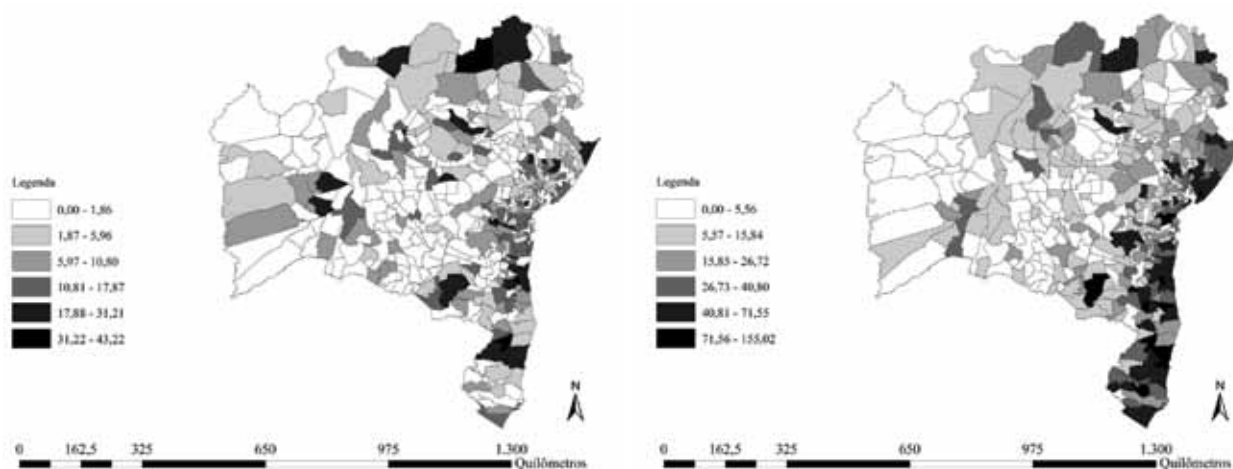 Legenda
0,00 - 1,86
1,87 - 5,96
5,97 - 10,80
10,81 - 17,87
17,88 - 31,21
31,22 - 43,22
N
0 162,5 325 650 975 1.300
Quilômetros
Legenda
0,00 - 5,56
5,57 - 15,84
15,85 - 26,72
26,73 - 40,80
40,81 - 71,55
71,56 - 155,02
N
0 162,5 325 650 975 1.300
Quilômetros